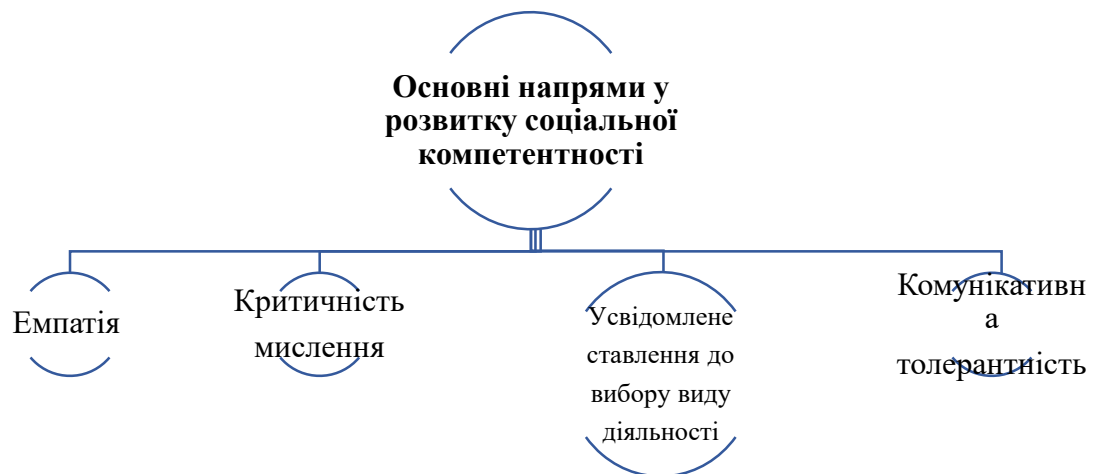 Основні напрями у
розвитку соціальної
компетентності
Емпатія
Критичність
мислення
Усвідомлене
ставлення до
вибору виду
діяльності
Комунікативн
а
толерантність